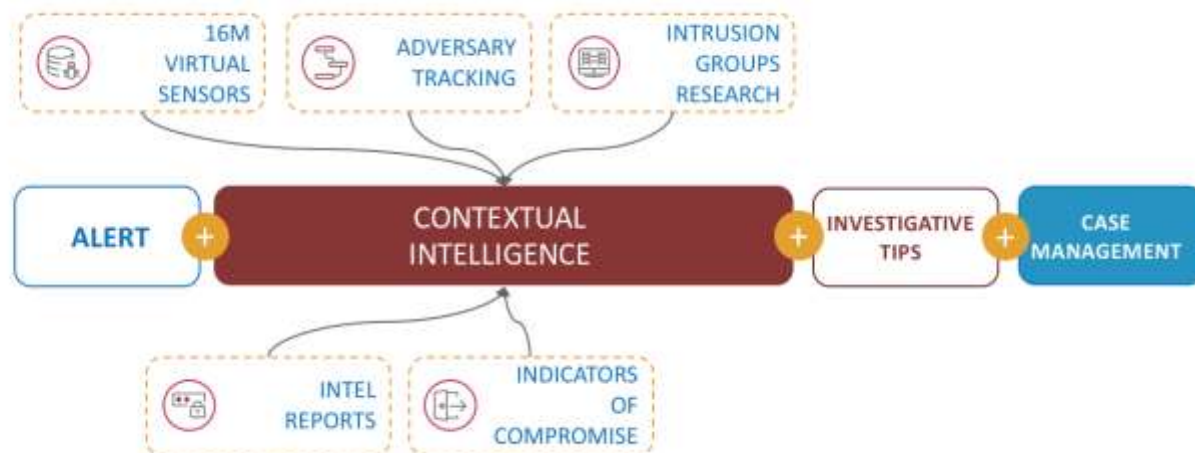 16M
VIRTUAL
SENSORS
ADVERSARY
TRACKING
INTRUSION
GROUPS
RESEARCH
ALERT
+
CONTEXTUAL
INTELLIGENCE
+
INVESTIGATIVE
TIPS
+
CASE
MANAGEMENT
INTEL
REPORTS
INDICATORS
OF
COMPROMISE